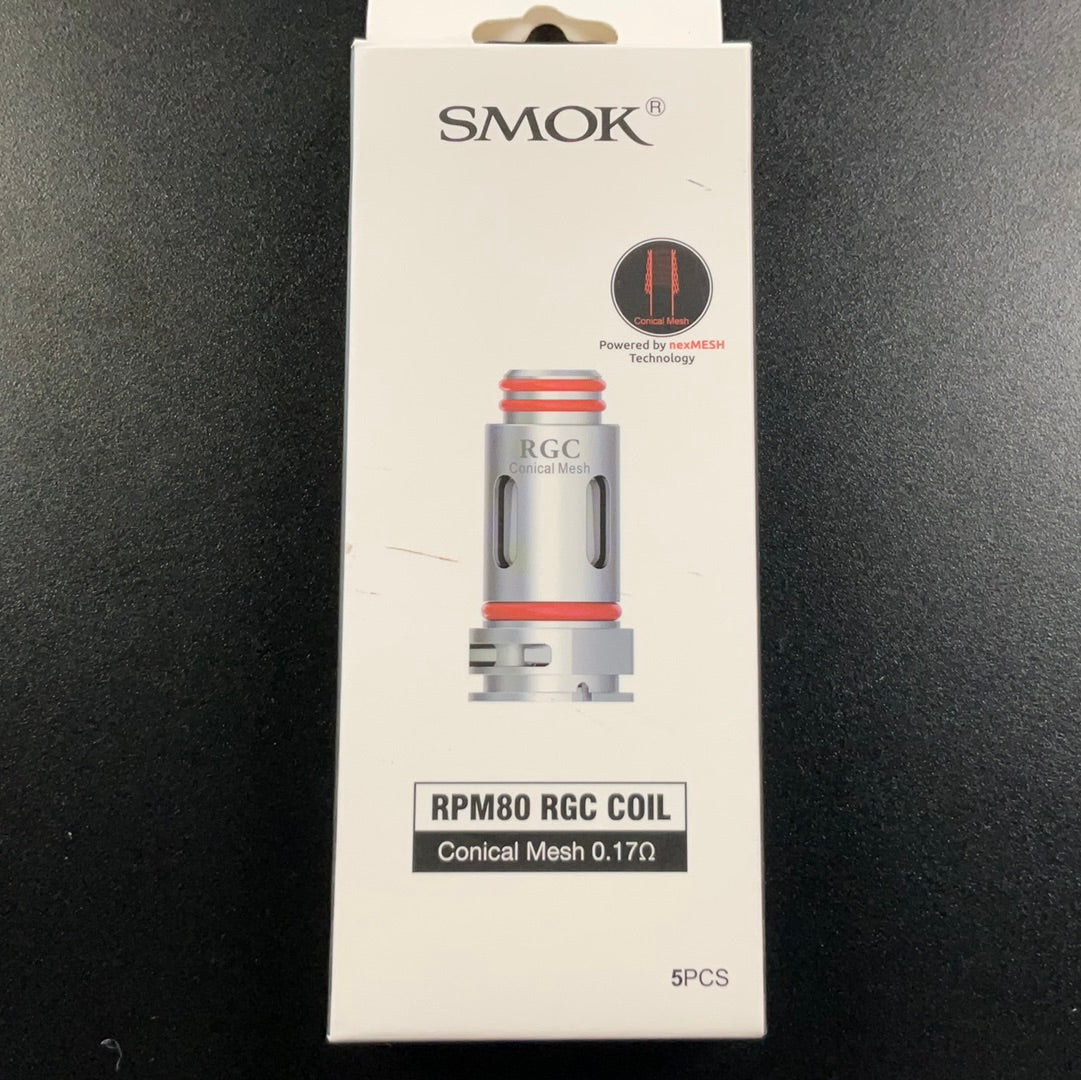 SMOK®
Conical Mesh
Powered by nexMESH
Technology
RGC
Conical Mesh
RPM80 RGC COIL
Conical Mesh 0.17Ω
5PCS